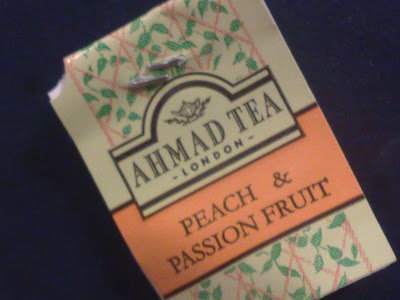 AHMAD TEA
-LONDON-
PEACH &
PASSION FRUIT